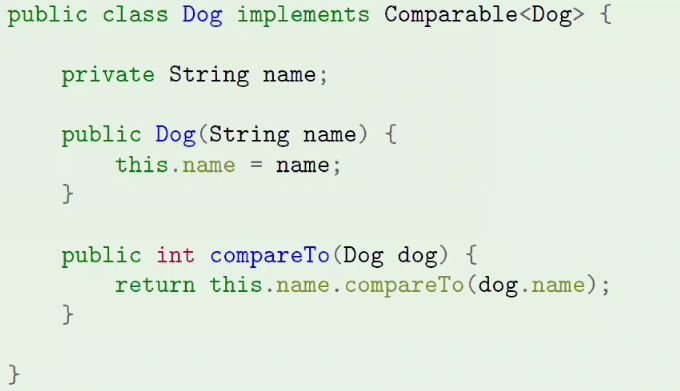 public class Dog implements Comparable<Dog> {
private String name;
public Dog(String name) {
this.name = name;
}
public int compareTo(Dog dog) {
return this.name.compareTo(dog.name);
}
}